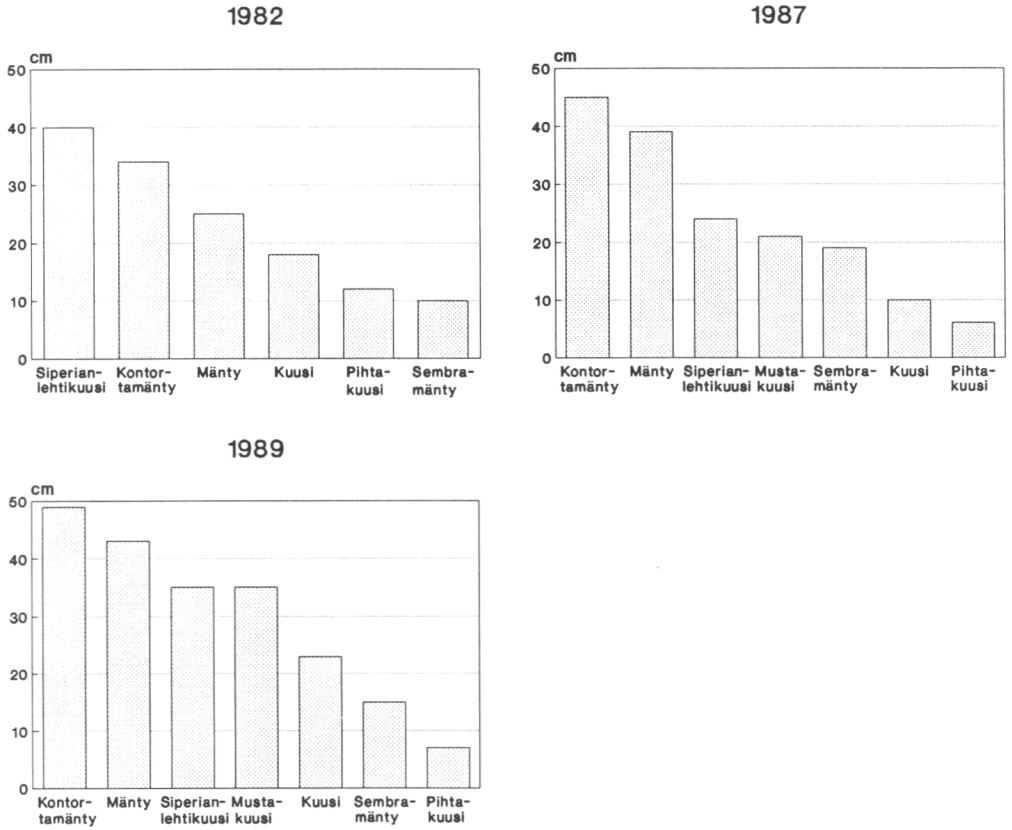 1982
cm
50
40
30
20
10
0
Siperian- Kontor- Mänty Kuusi Pihta- Sembra-
lehtikuusi tamänty kuusi mänty
1987
cm
50
40
30
20
10
0
Kontor- Mänty Siperian- Musta- Sembra- Kuusi Pihta-
tamänty lehtikuusi kuusi mänty kuusi
1989
cm
50
40
30
20
10
0
Kontor- Mänty Siperian- Musta- Kuusi Sembra- Pihta-
tamänty lehtikuusi kuusi mänty kuusi